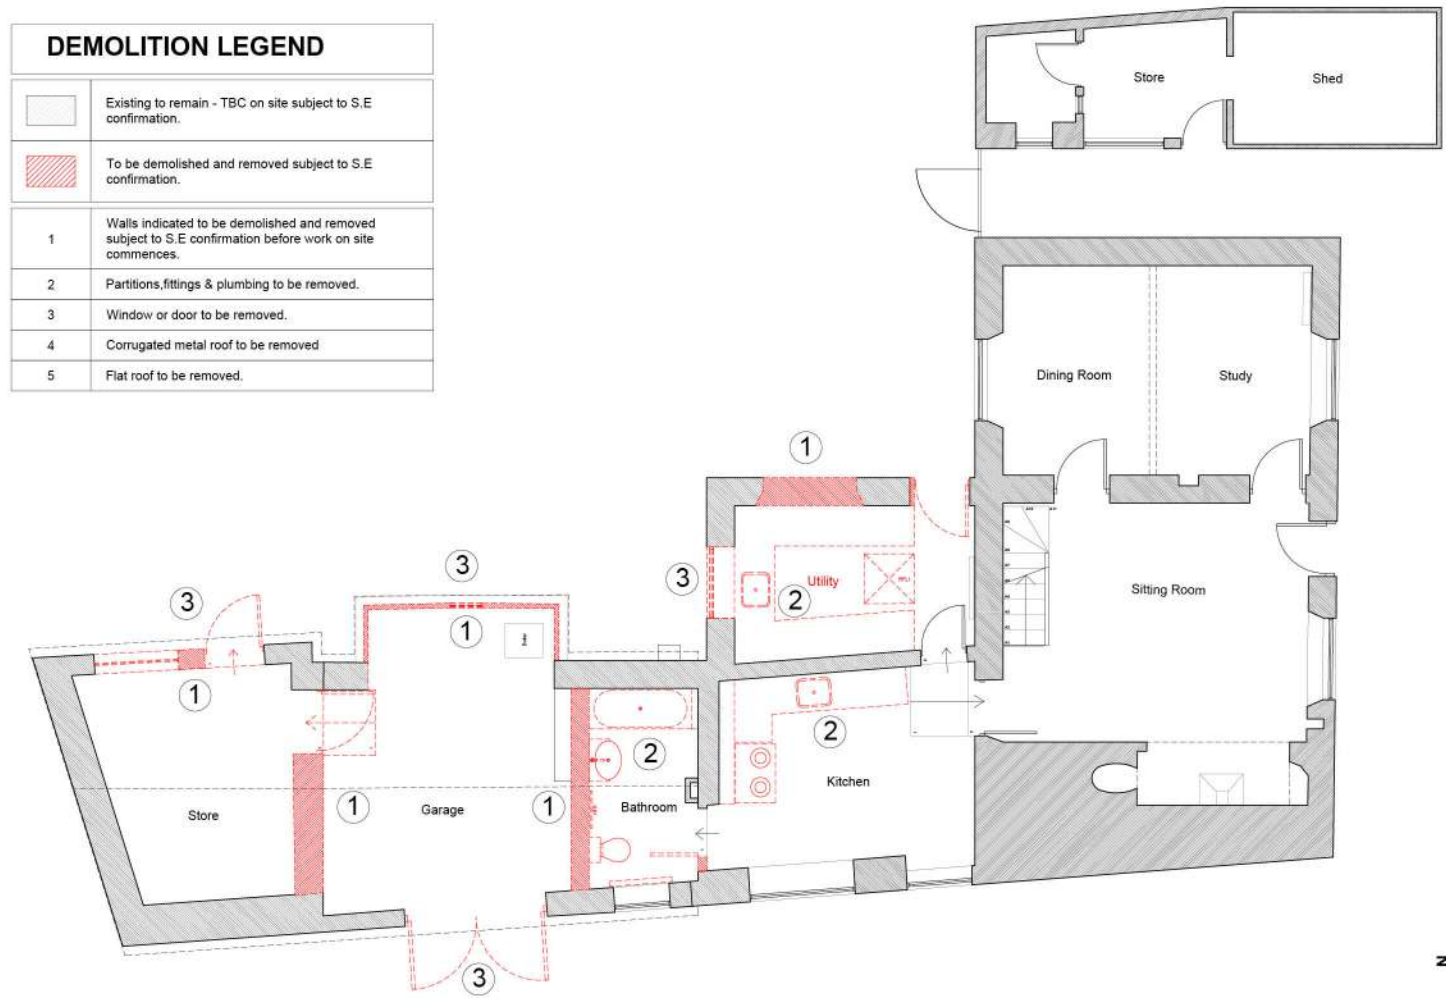 DEMOLITION LEGEND
Existing to remain - TBC on site subject to S.E
confirmation.
To be demolished and removed subject to S.E
confirmation.
1
Walls indicated to be demolished and removed
subject to S.E confirmation before work on site
commences.
2
Partitions,fittings & plumbing to be removed.
3
Window or door to be removed.
4
Corrugated metal roof to be removed
5
Flat roof to be removed.
Store
Shed
Dining Room
Study
1
3
3
Utility
2
Sitting Room
3
1
1
2
2
Kitchen
1
1
Store
Garage
Bathroom
3
N